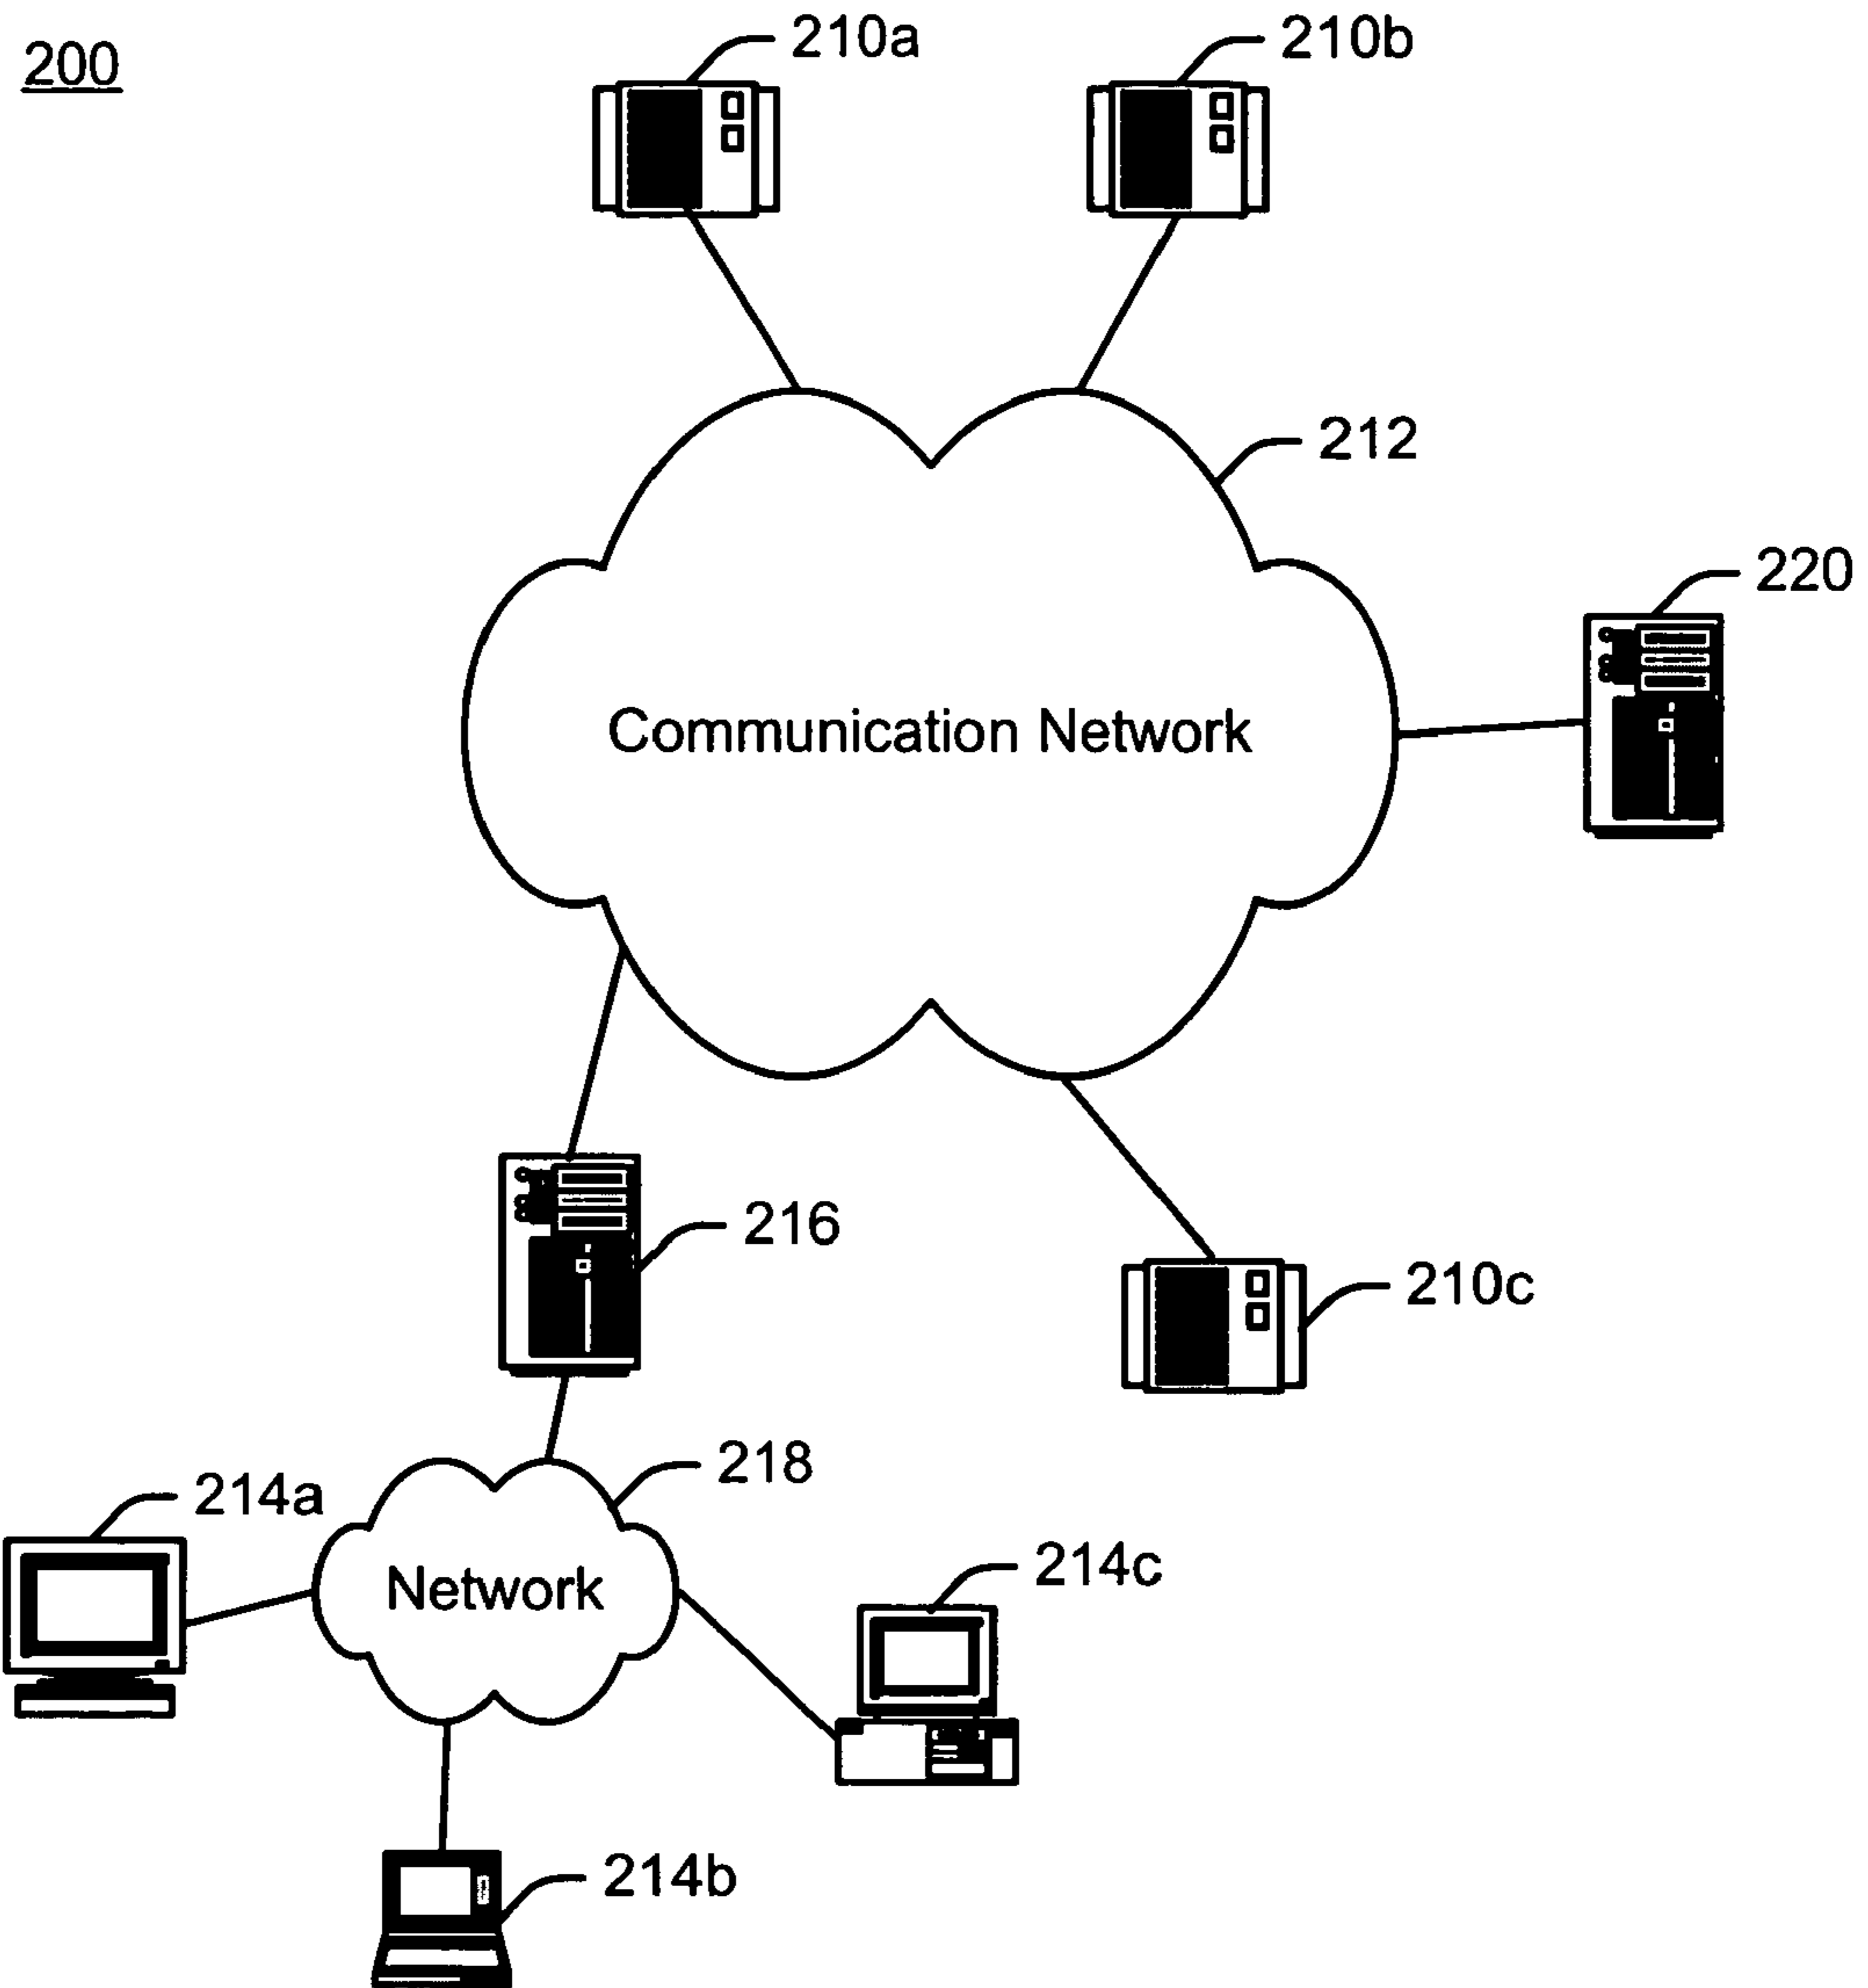 200
210a
210b
212
220
Communication Network
216
210c
218
214a
Network
214c
214b